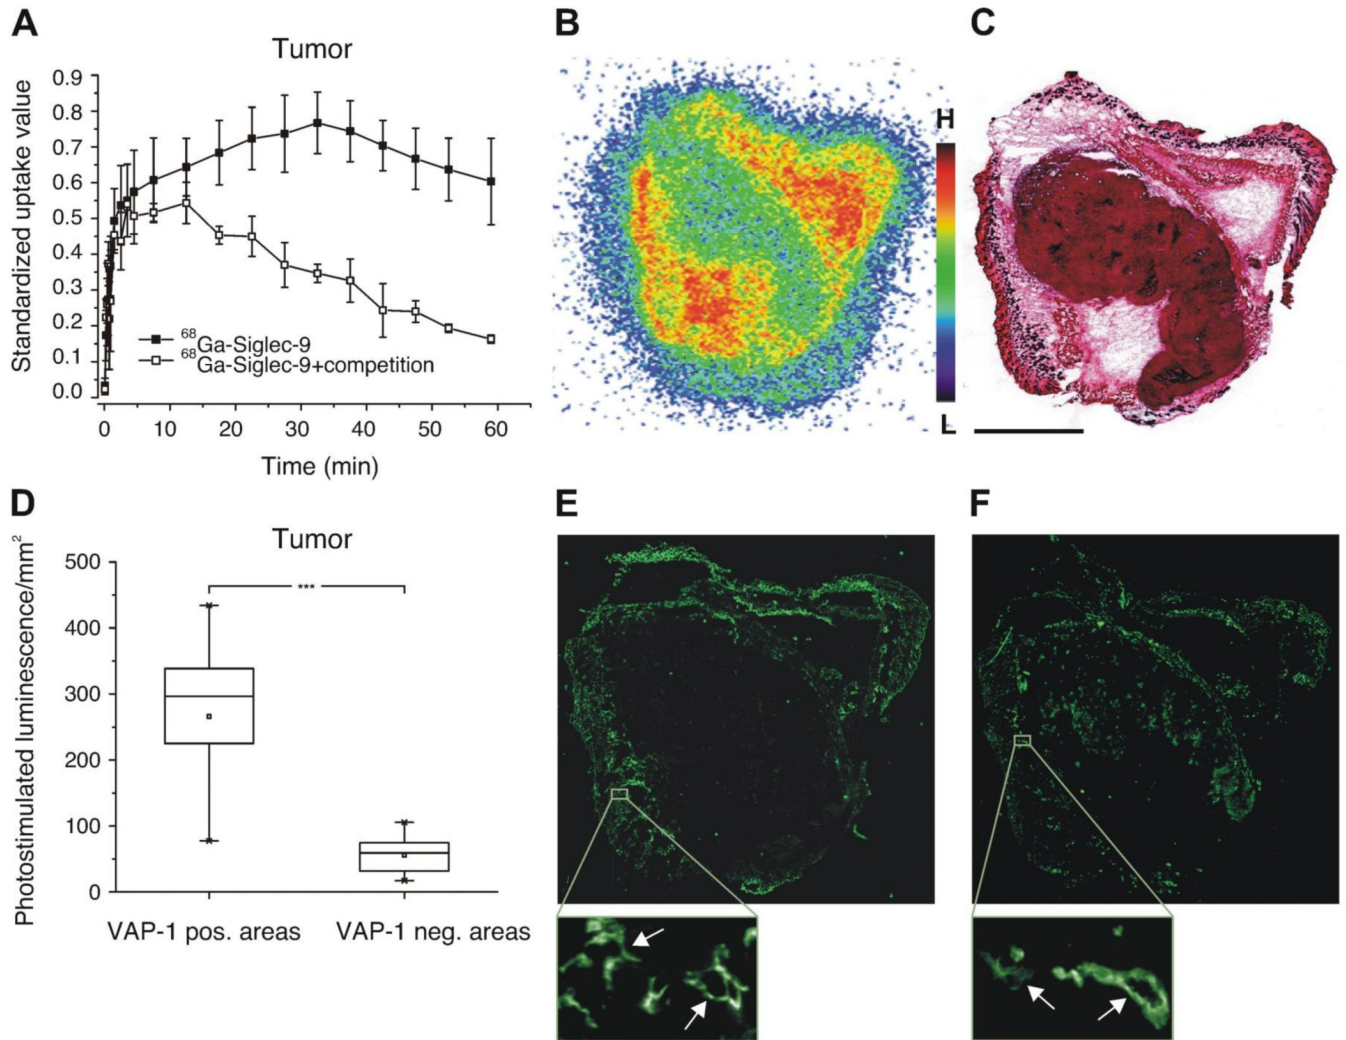 A
Tumor
Standardized uptake value
0.9
0.8
0.7
0.6
0.5
0.4
0.3
0.2
0.1
0.0
68Ga-Siglec-9
68Ga-Siglec-9+competition
0 10 20 30 40 50 60
Time (min)
B
H
L
C
D
Tumor
Photostimulated luminescence/mm²
500
400
300
200
100
0
***
VAP-1 pos. areas VAP-1 neg. areas
E
F